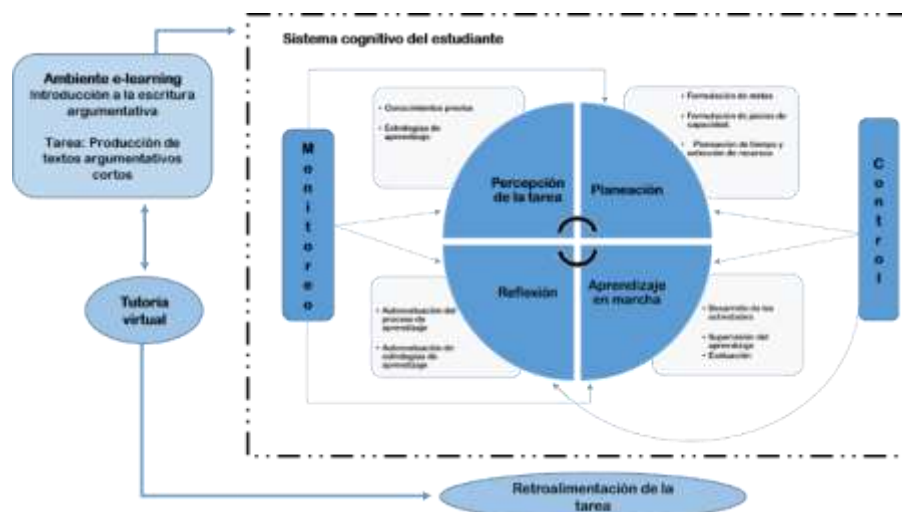 Sistema cognitivo del estudiante
Ambiente e-learning
Introducción a la escritura
argumentativa
Tarea: Producción de
textos argumentativos
cortos
Tutoría
virtual
Monitoreo
• Conocimientos previos
• Estrategias de
aprendizaje
Percepción
de la tarea
Planeación
• Formulación de metas
• Formulación de juicios de
capacidad.
• Planeación de tiempo y
selección de recursos
Control
Reflexión
Aprendizaje
en marcha
• Autoevaluación del
proceso de
aprendizaje
• Autoevaluación de
estrategias de
aprendizaje
• Desarrollo de las
actividades
• Supervisión del
aprendizaje
• Evaluación
Retroalimentación de la
tarea